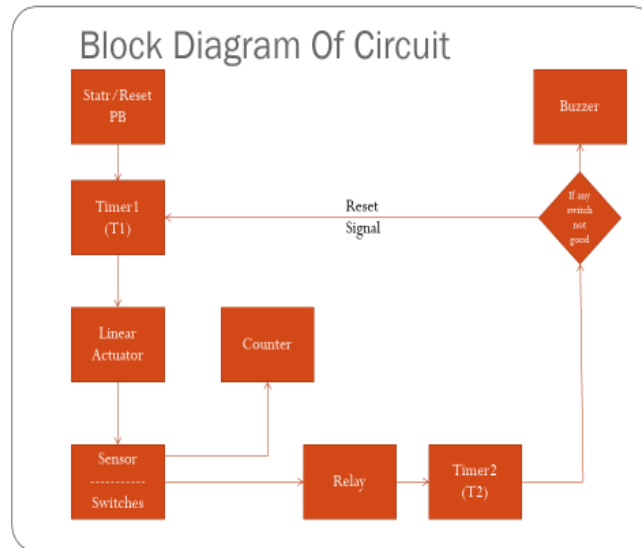 Block Diagram Of Circuit
Statr/Reset
PB
Buzzer
Timer1
(T1)
Reset
Signal
If any
switch
not
good
Linear
Actuator
Counter
Sensor
-----------
Switches
Relay
Timer2
(T2)